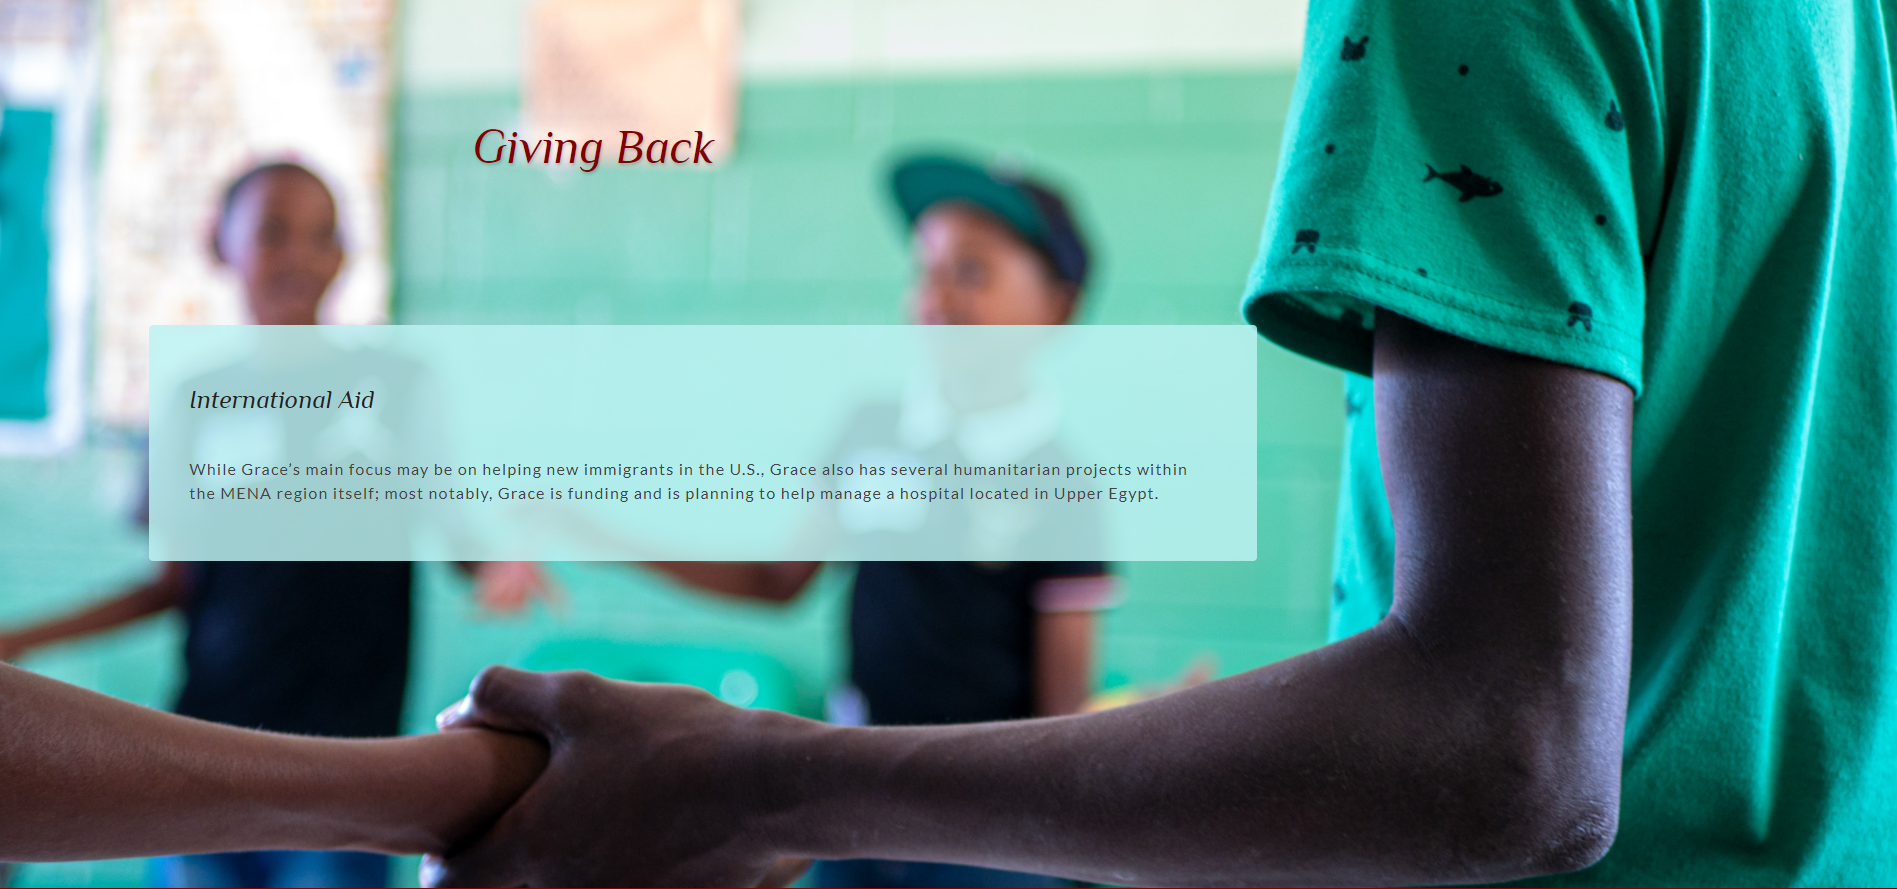 Giving Back
International Aid
While Grace’s main focus may be on helping new immigrants in the U.S., Grace also has several humanitarian projects within
the MENA region itself; most notably, Grace is funding and is planning to help manage a hospital located in Upper Egypt.